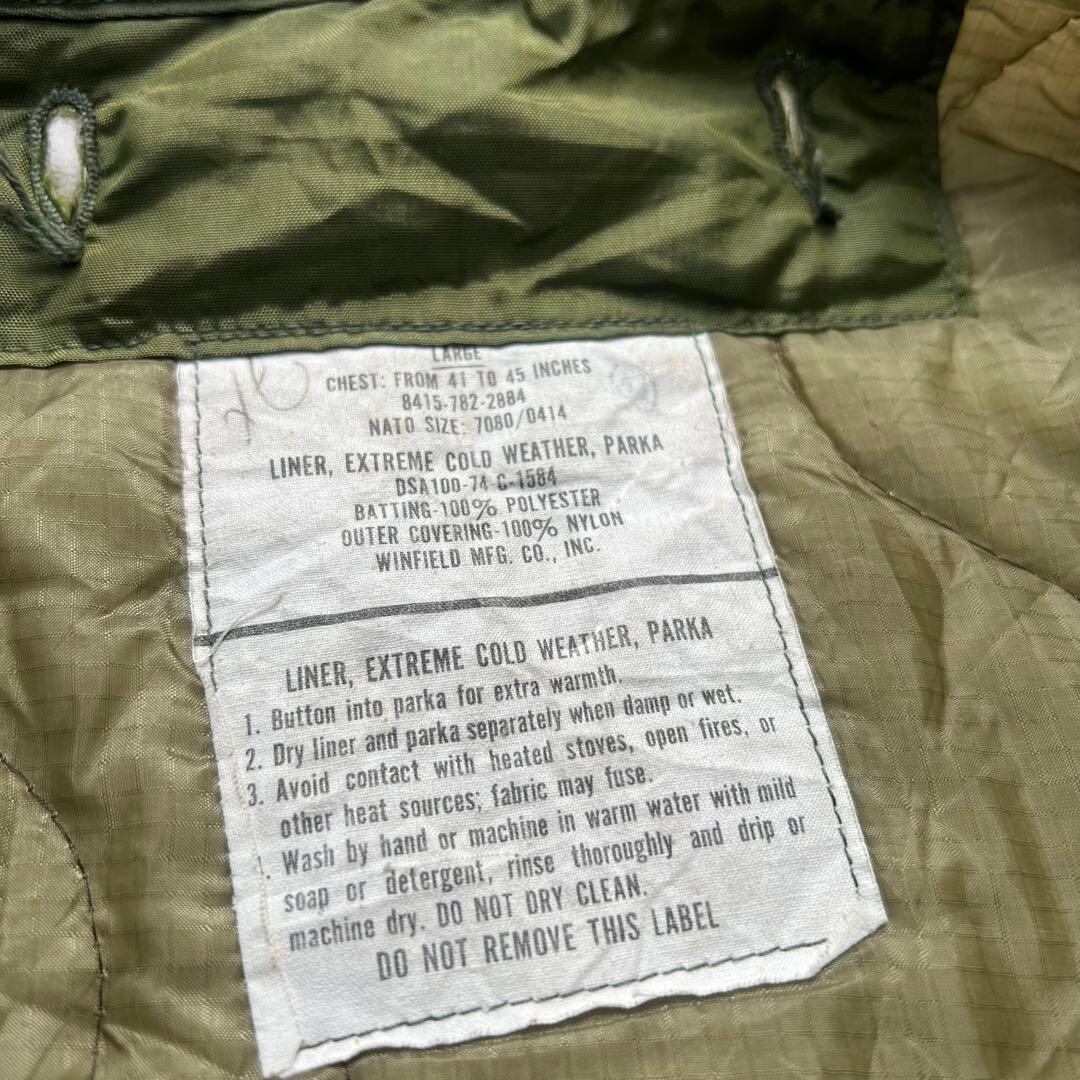 LARGE
CHEST: FROM 41 TO 45 INCHES
8415-782-2884
NATO SIZE: 7080/0414
LINER, EXTREME COLD WEATHER, PARKA
DSA100-74-C-1584
BATTING-100% POLYESTER
OUTER COVERING-100% NYLON
WINFIELD MFG. CO., INC.
LINER, EXTREME COLD WEATHER, PARKA
1. Button into parka for extra warmth.
2. Dry liner and parka separately when damp or wet.
3. Avoid contact with heated stoves, open fires, or
other heat sources; fabric may fuse.
. Wash by hand or machine in warm water with mild
soap or detergent, rinse thoroughly and drip or
machine dry. DO NOT DRY CLEAN.
DO NOT REMOVE THIS LABEL